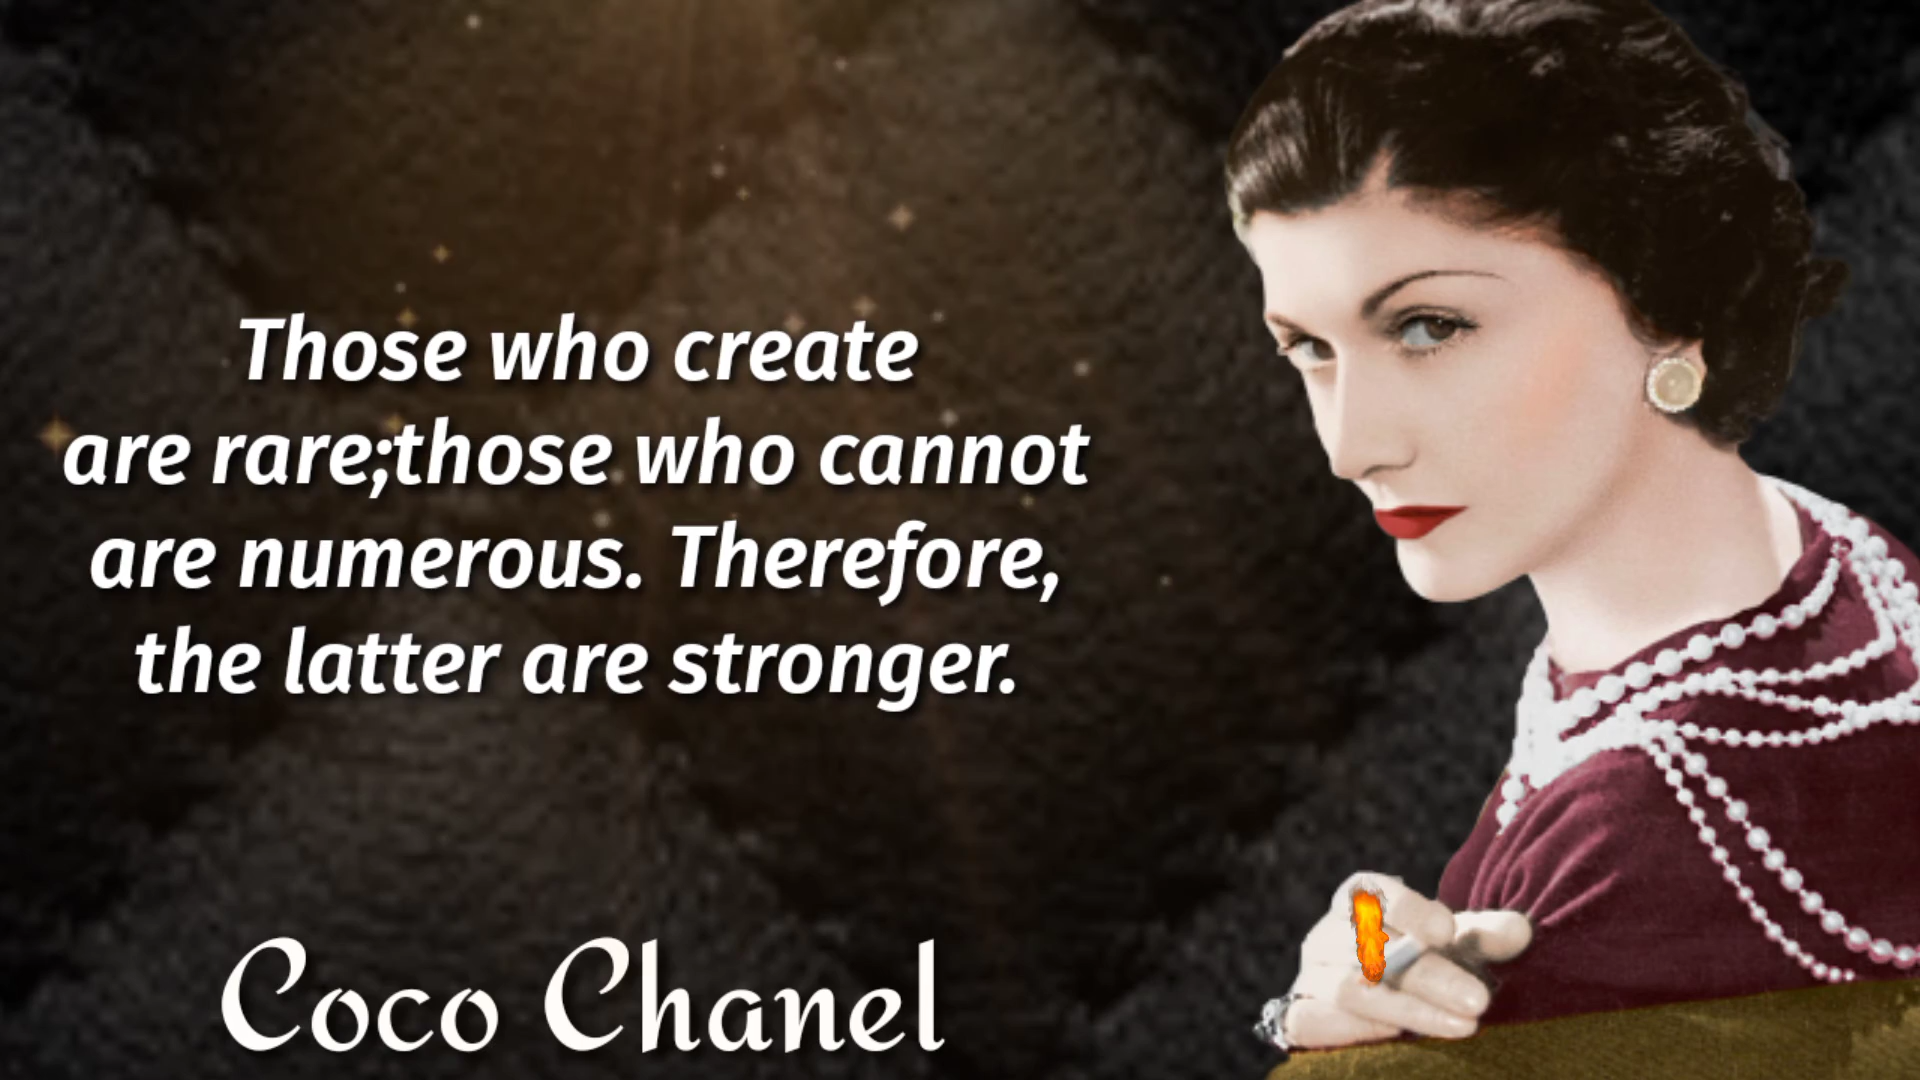 Those who create
are rare;those who cannot
are numerous. Therefore,
the latter are stronger.
Coco Chanel